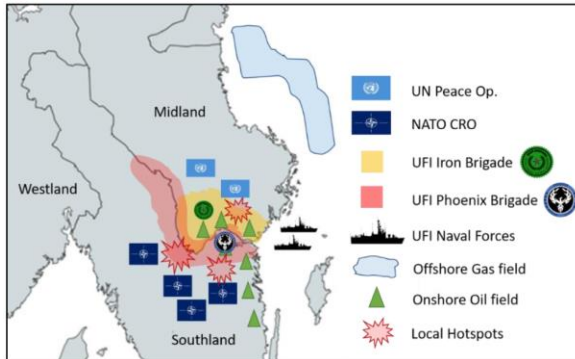 Midland
Westland
Southland
UN Peace Op.
NATO CRO
UFI Iron Brigade
UFI Phoenix Brigade
UFI Naval Forces
Offshore Gas field
Onshore Oil field
Local Hotspots